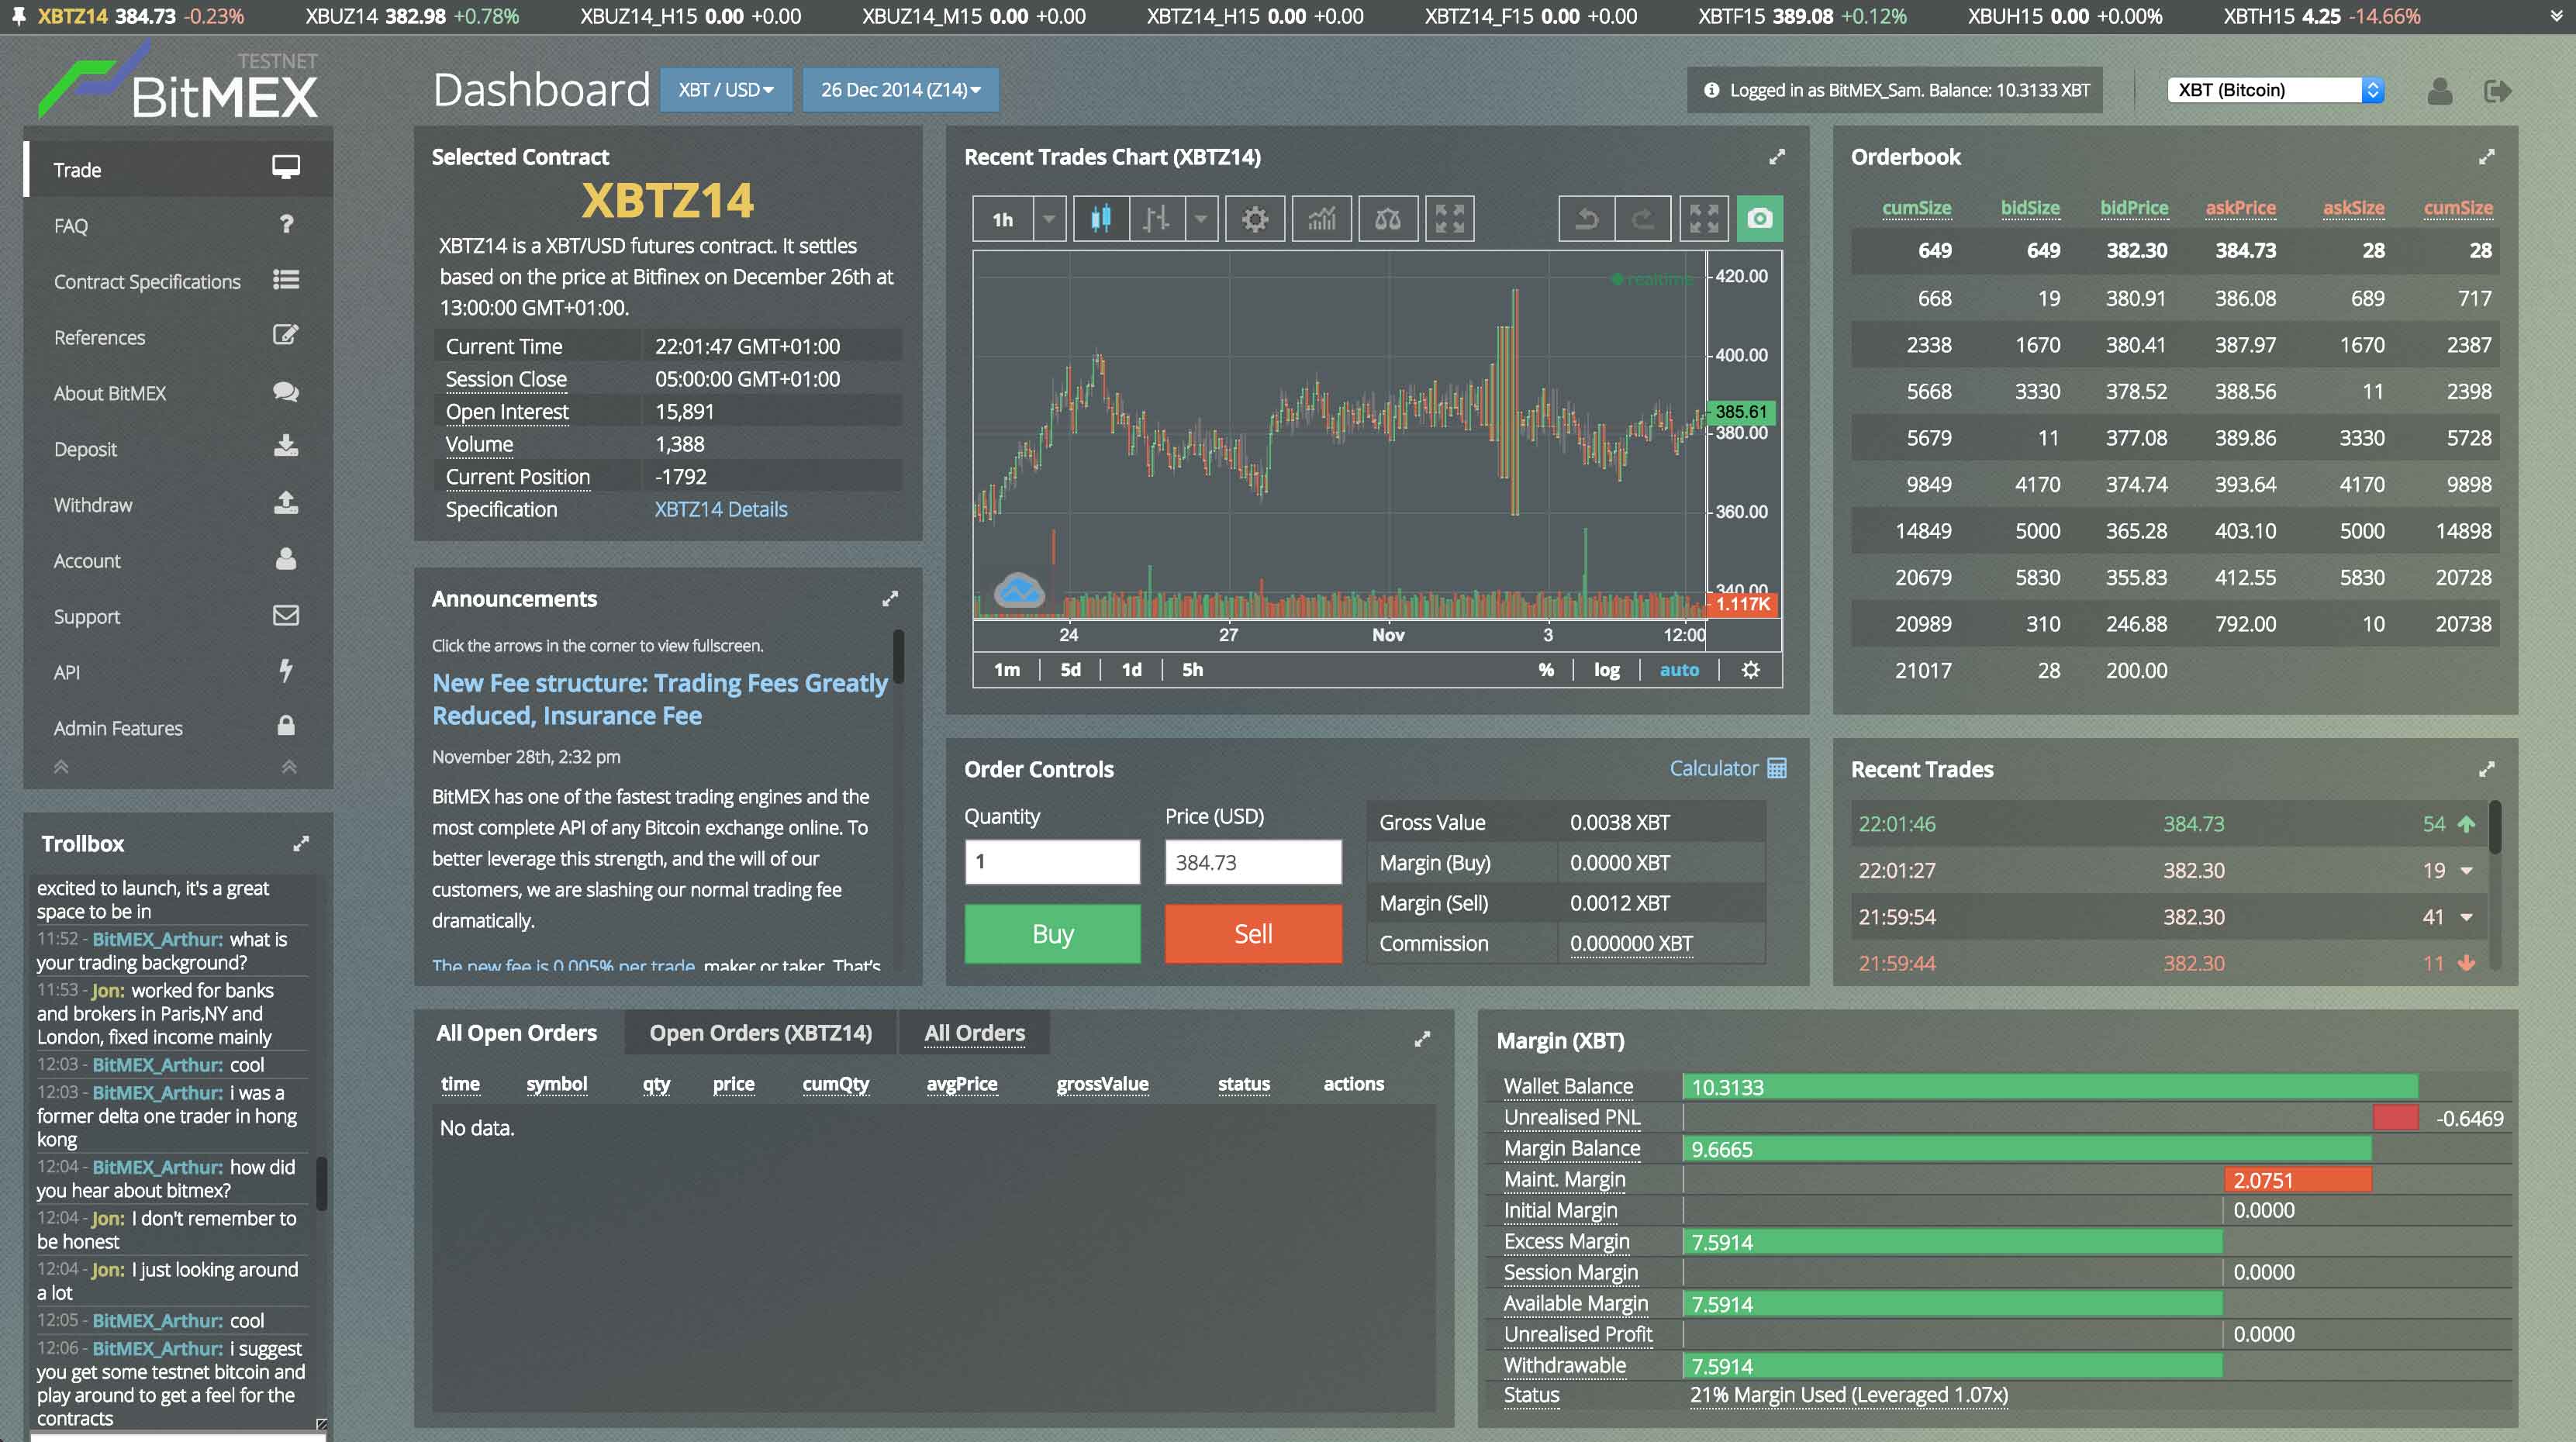 XBTZ14 384.73 -0.23% XBUZ14 382.98 +0.78% XBUZ14_H15 0.00 +0.00 XBUZ14_M15 0.00 +0.00 XBTZ14_H15 0.00 +0.00 XBTZ14_F15 0.00 +0.00 XBTF15 389.08 +0.12% XBUH15 0.00 +0.00% XBTH15 4.25 -14.66%
TESTNET
BitMEX
Dashboard XBT / USD 26 Dec 2014 (Z14)
Logged in as BitMEX_Sam. Balance: 10.3133 XBT
XBT (Bitcoin)
Trade
FAQ
Contract Specifications
References
About BitMEX
Deposit
Withdraw
Account
Support
API
Admin Features
Trollbox
excited to launch, it's a great
space to be in
11:52 - BitMEX_Arthur: what is
your trading background?
11:53 - Jon: worked for banks
and brokers in Paris,NY and
London, fixed income mainly
12:03 - BitMEX_Arthur: cool
12:03 - BitMEX_Arthur: i was a
former delta one trader in hong
kong
12:04 - BitMEX_Arthur: how did
you hear about bitmex?
12:04 - Jon: I don't remember to
be honest
12:04 - Jon: I just looking around
a lot
12:05 - BitMEX_Arthur: cool
12:06 - BitMEX_Arthur: i suggest
you get some testnet bitcoin and
play around to get a feel for the
contracts
Selected Contract
XBTZ14
XBTZ14 is a XBT/USD futures contract. It settles
based on the price at Bitfinex on December 26th at
13:00:00 GMT+01:00.
Current Time 22:01:47 GMT+01:00
Session Close 05:00:00 GMT+01:00
Open Interest 15,891
Volume 1,388
Current Position -1792
Specification XBTZ14 Details
Announcements
Click the arrows in the corner to view fullscreen.
New Fee structure: Trading Fees Greatly
Reduced, Insurance Fee
November 28th, 2:32 pm
BitMEX has one of the fastest trading engines and the
most complete API of any Bitcoin exchange online. To
better leverage this strength, and the will of our
customers, we are slashing our normal trading fee
dramatically.
The new fee is 0.005% per trade, maker or taker. That's
Recent Trades Chart (XBTZ14)
1h
realtime
420.00
400.00
385.61
380.00
360.00
340.00
1.117K
24 27 Nov 3 12:00
1m 5d 1d 5h % log auto
Order Controls Calculator
Quantity Price (USD)
1 384.73
Buy Sell
Gross Value 0.0038 XBT
Margin (Buy) 0.0000 XBT
Margin (Sell) 0.0012 XBT
Commission 0.000000 XBT
Orderbook
cumSize bidSize bidPrice askPrice askSize cumSize
649 649 382.30 384.73 28 28
668 19 380.91 386.08 689 717
2338 1670 380.41 387.97 1670 2387
5668 3330 378.52 388.56 11 2398
5679 11 377.08 389.86 3330 5728
9849 4170 374.74 393.64 4170 9898
14849 5000 365.28 403.10 5000 14898
20679 5830 355.83 412.55 5830 20728
20989 310 246.88 792.00 10 20738
21017 28 200.00
Recent Trades
22:01:46 384.73 54
22:01:27 382.30 19
21:59:54 382.30 41
21:59:44 382.30 11
All Open Orders Open Orders (XBTZ14) All Orders
time symbol qty price cumQty avgPrice grossValue status actions
No data.
Margin (XBT)
Wallet Balance 10.3133
Unrealised PNL -0.6469
Margin Balance 9.6665
Maint. Margin 2.0751
Initial Margin 0.0000
Excess Margin 7.5914
Session Margin 0.0000
Available Margin 7.5914
Unrealised Profit 0.0000
Withdrawable 7.5914
Status 21% Margin Used (Leveraged 1.07x)